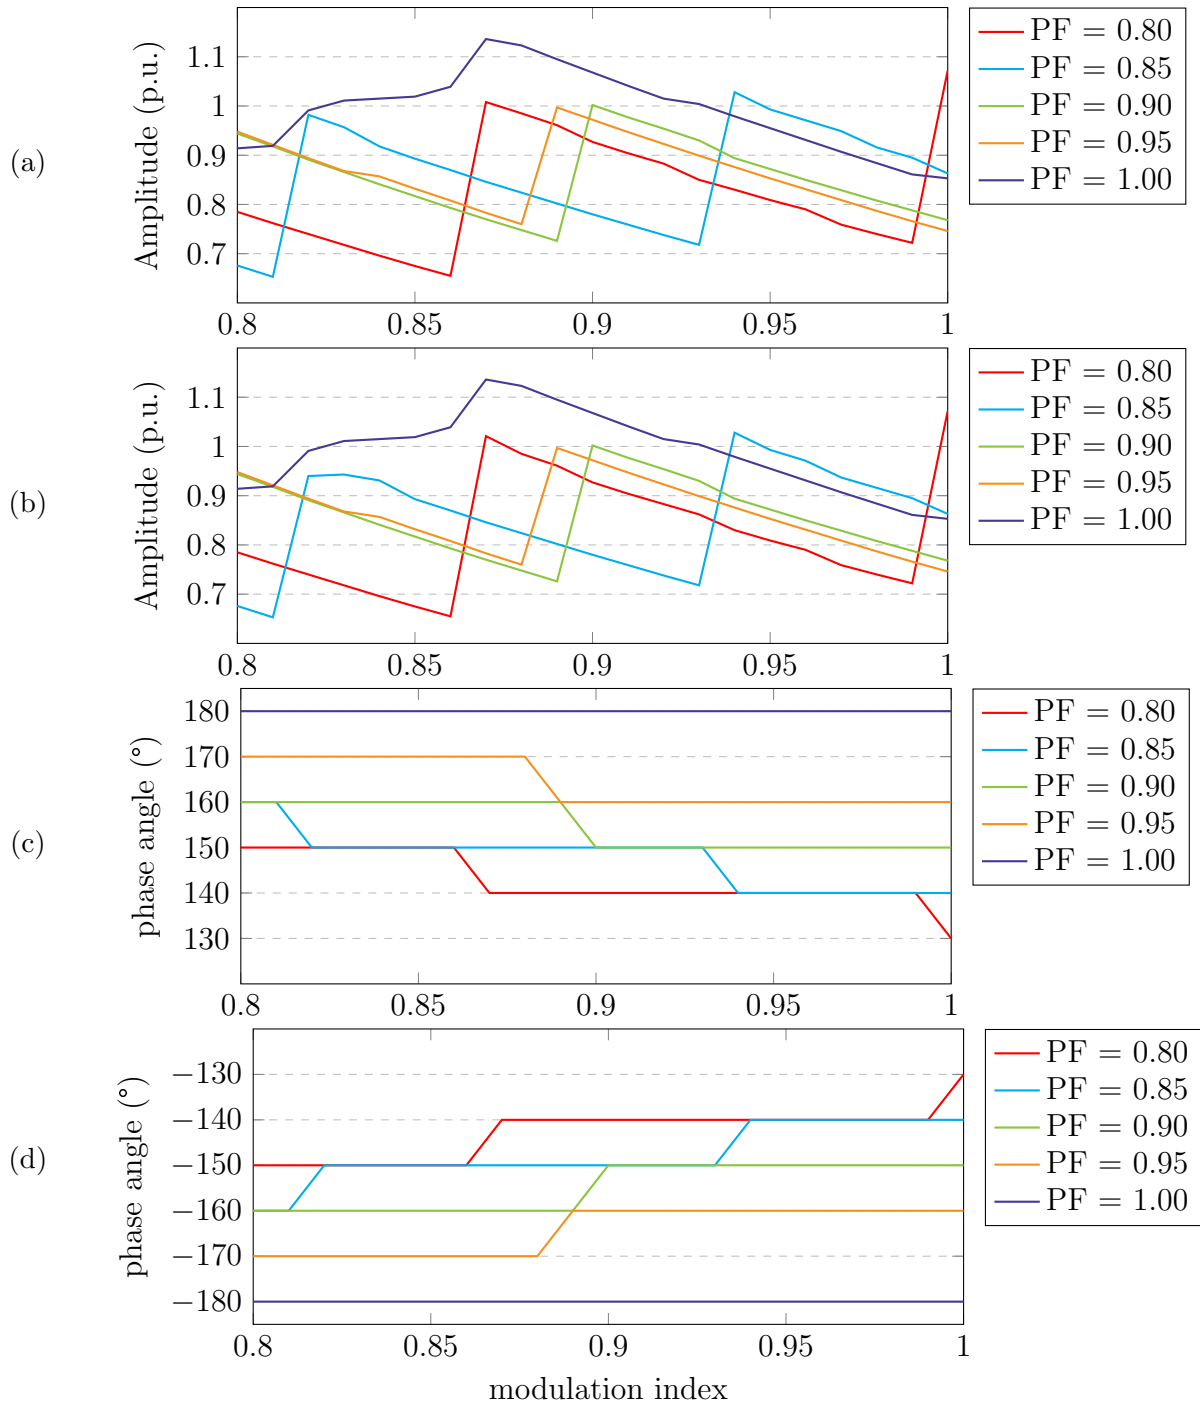 (a)
Amplitude (p.u.)
1.1
1
0.9
0.8
0.7
0.8 0.85 0.9 0.95 1
PF = 0.80
PF = 0.85
PF = 0.90
PF = 0.95
PF = 1.00
(b)
Amplitude (p.u.)
1.1
1
0.9
0.8
0.7
0.8 0.85 0.9 0.95 1
PF = 0.80
PF = 0.85
PF = 0.90
PF = 0.95
PF = 1.00
(c)
phase angle (°)
180
170
160
150
140
130
0.8 0.85 0.9 0.95 1
PF = 0.80
PF = 0.85
PF = 0.90
PF = 0.95
PF = 1.00
(d)
phase angle (°)
−130
−140
−150
−160
−170
−180
0.8 0.85 0.9 0.95 1
modulation index
PF = 0.80
PF = 0.85
PF = 0.90
PF = 0.95
PF = 1.00